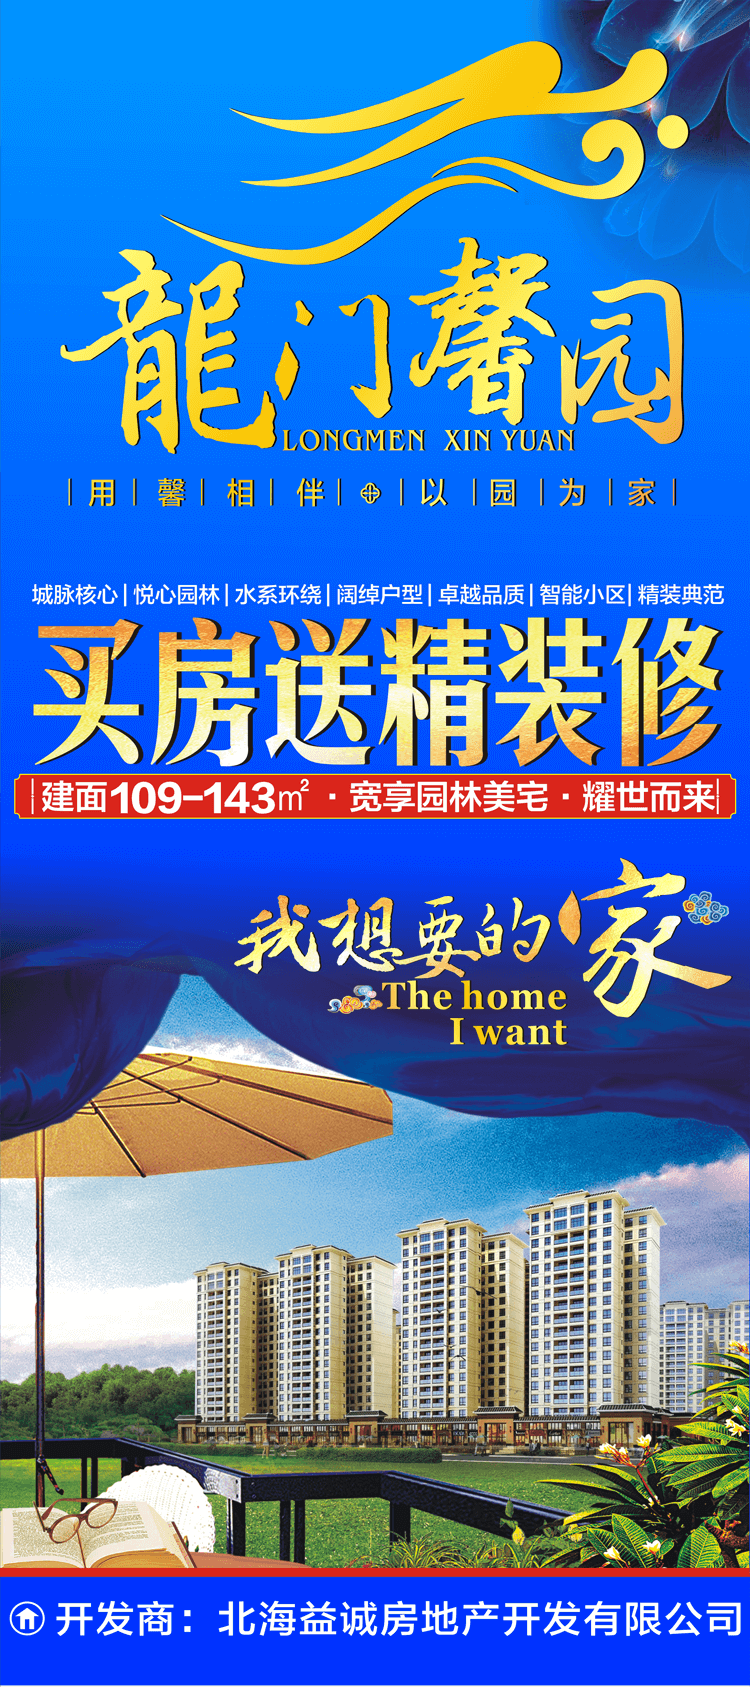 龍门馨园
LONGMEN XIN YUAN
|用|馨|相|伴|以|园|为|家|
城脉核心|悦心园林|水系环绕|阔绰户型|卓越品质|智能小区|精装典范
买房送精装修
建面109-143㎡·宽享园林美宅·耀世而来
我想要的家
The home
I want
开发商：北海益诚房地产开发有限公司